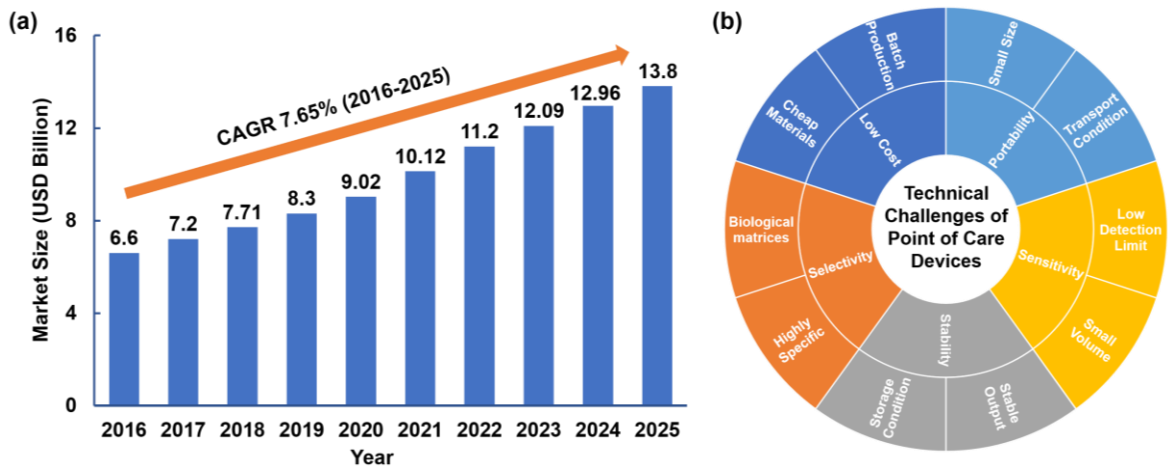 (a)
Market Size (USD Billion)
16
12
8
4
0
CAGR 7.65% (2016-2025)
6.6
7.2
7.71
8.3
9.02
10.12
11.2
12.09
12.96
13.8
2016
2017
2018
2019
2020
2021
2022
2023
2024
2025
Year
(b)
Technical
Challenges of
Point of Care
Devices
Low Cost
Batch
Production
Cheap
Materials
Portability
Small Size
Transport
Condition
Sensitivity
Low
Detection
Limit
Small
Volume
Stability
Stable
Output
Storage
Condition
Selectivity
Highly
Specific
Biological
matrices